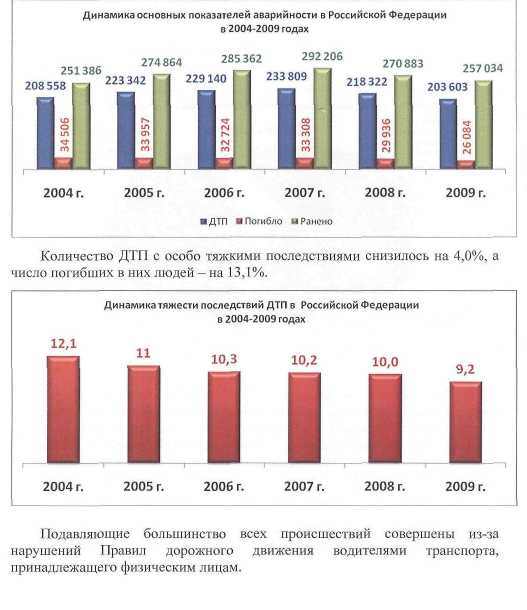 Динамика основных показателей аварийности в Российской Федерации
в 2004-2009 годах
208 558 251 386 223 342 274 864 229 140 285 362 233 809 292 206 218 322 270 883 203 603 257 034
34 506 33 957 32 724 33 308 29 936 26 084
2004 г. 2005 г. 2006 г. 2007 г. 2008 г. 2009 г.
ДТП Погибло Ранено
Количество ДТП с особо тяжкими последствиями снизилось на 4,0%, а
число погибших в них людей – на 13,1%.
Динамика тяжести последствий ДТП в Российской Федерации
в 2004-2009 годах
12,1 11 10,3 10,2 10,0 9,2
2004 г. 2005 г. 2006 г. 2007 г. 2008 г. 2009 г.
Подавляющие большинство всех происшествий совершены из-за
нарушений Правил дорожного движения водителями транспорта,
принадлежащего физическим лицам.